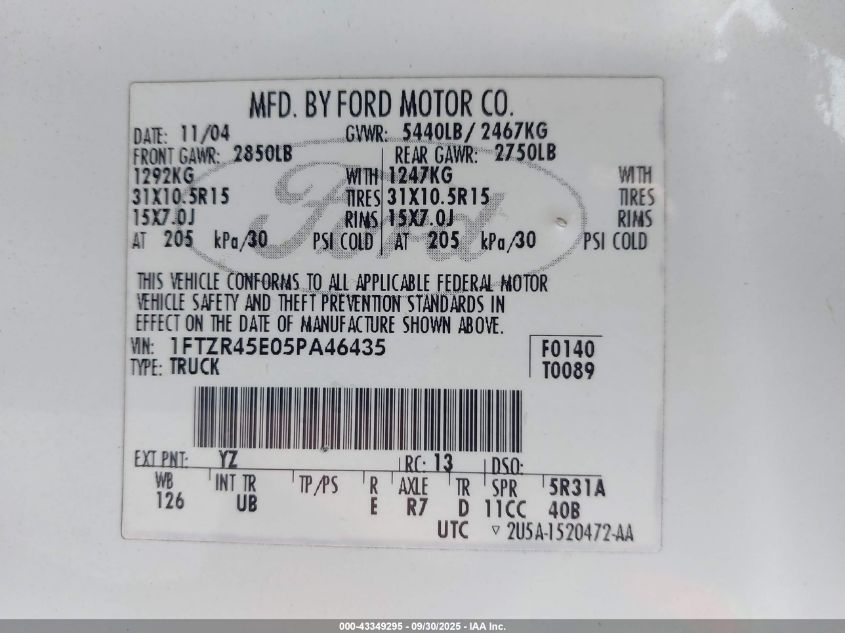 MFD. BY FORD MOTOR CO.
DATE: 11/04 GVWR: 5440LB / 2467KG
FRONT GAWR: 2850LB REAR GAWR: 2750LB
1292KG WITH 1247KG WITH
31X10.5R15 TIRES 31X10.5R15 TIRES
15X7.0J RIMS 15X7.0J RIMS
AT 205 kPa/30 PSI COLD AT 205 kPa/30 PSI COLD
Ford
THIS VEHICLE CONFORMS TO ALL APPLICABLE FEDERAL MOTOR
VEHICLE SAFETY AND THEFT PREVENTION STANDARDS IN
EFFECT ON THE DATE OF MANUFACTURE SHOWN ABOVE.
VIN: 1FTZR45E05PA46435 F0140
TYPE: TRUCK T0089
EXT PNT: YZ RC: 13 DSO:
WB INT TR TP/PS R AXLE TR SPR 5R31A
126 UB E R7 D 11CC 40B
UTC ▽ 2U5A-1520472-AA
000-43349295 - 09/30/2025 - IAA Inc.